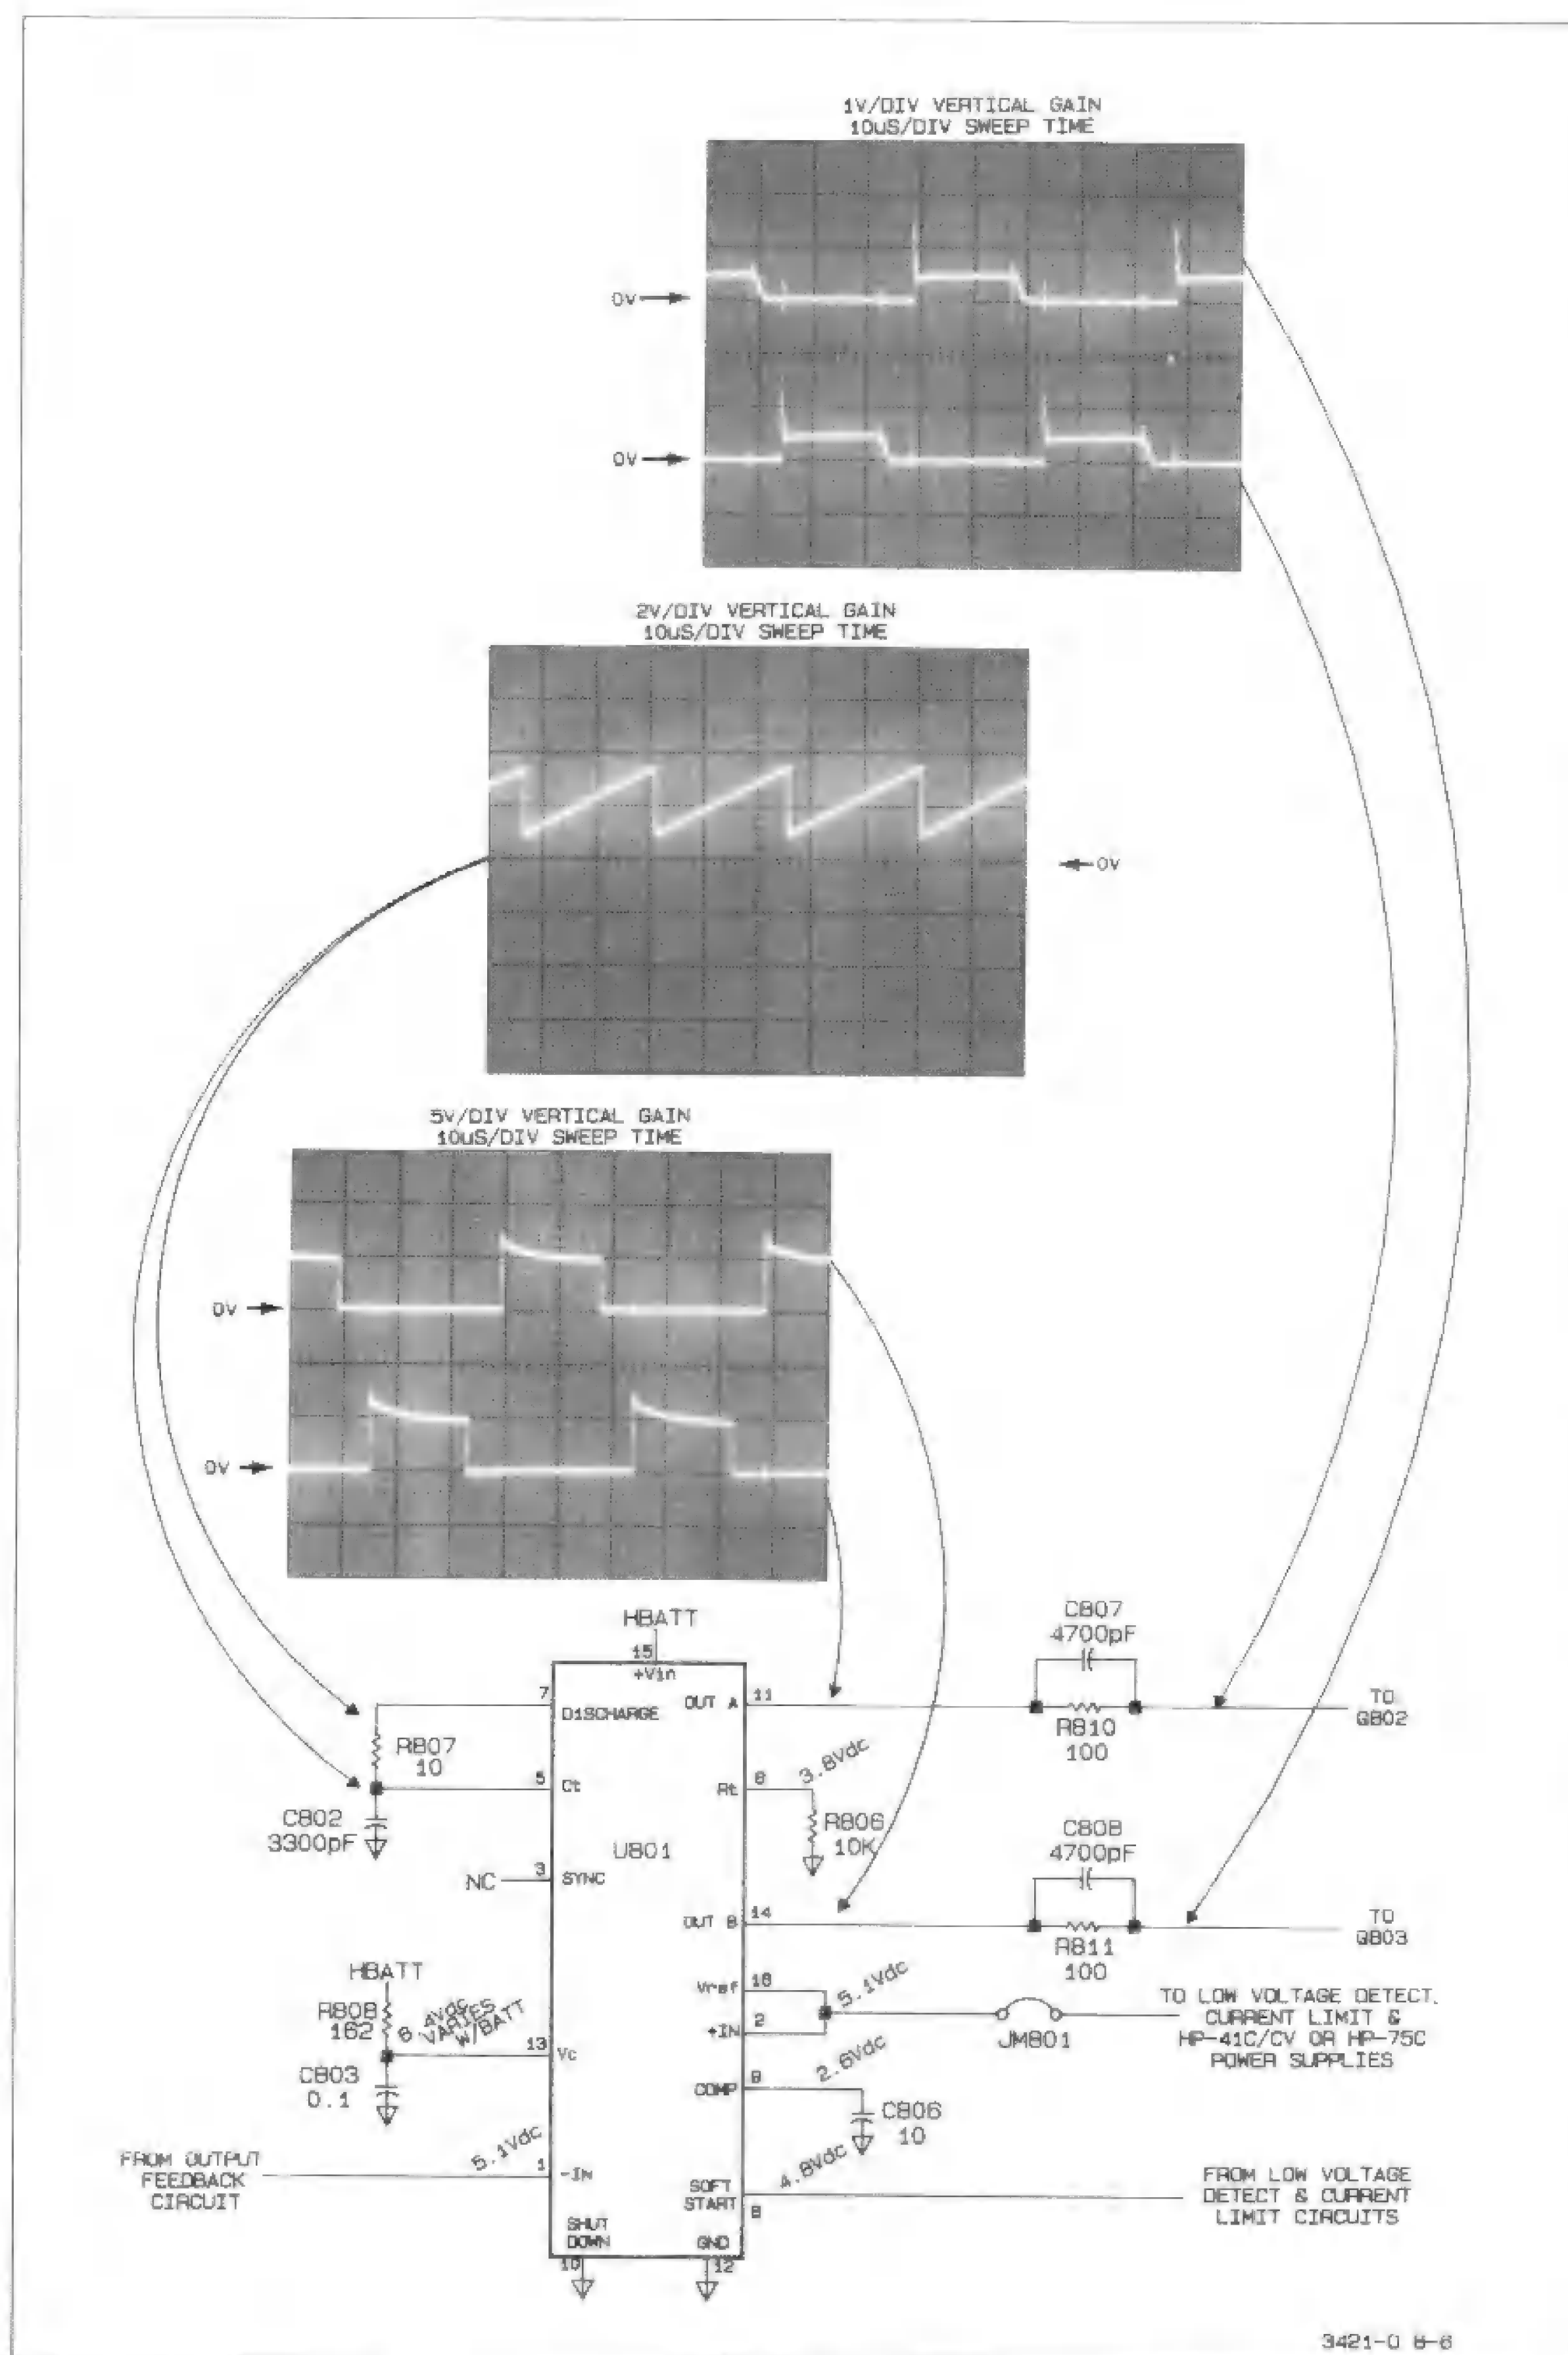 1V/DIV VERTICAL GAIN
10uS/DIV SWEEP TIME
0V
0V
2V/DIV VERTICAL GAIN
10uS/DIV SWEEP TIME
0V
5V/DIV VERTICAL GAIN
10uS/DIV SWEEP TIME
0V
0V
HBATT
15
+Vin
7
DISCHARGE
OUT A
11
C807
4700pF
R810
100
TO
Q802
R807
10
5
Ct
Rt
6
3.8Vdc
R806
10K
C802
3300pF
U801
NC
3
SYNC
OUT B
14
C808
4700pF
R811
100
TO
Q803
HBATT
R808
162
VARIES
W/BATT
13
Vc
C803
0.1
Vref
16
+IN
2
5.1Vdc
JM801
TO LOW VOLTAGE DETECT,
CURRENT LIMIT &
HP-41C/CV OR HP-75C
POWER SUPPLIES
COMP
9
2.6Vdc
C806
10
FROM OUTPUT
FEEDBACK
CIRCUIT
5.1Vdc
1
-IN
SOFT
START
8
4.8Vdc
FROM LOW VOLTAGE
DETECT & CURRENT
LIMIT CIRCUITS
SHUT
DOWN
10
GND
12